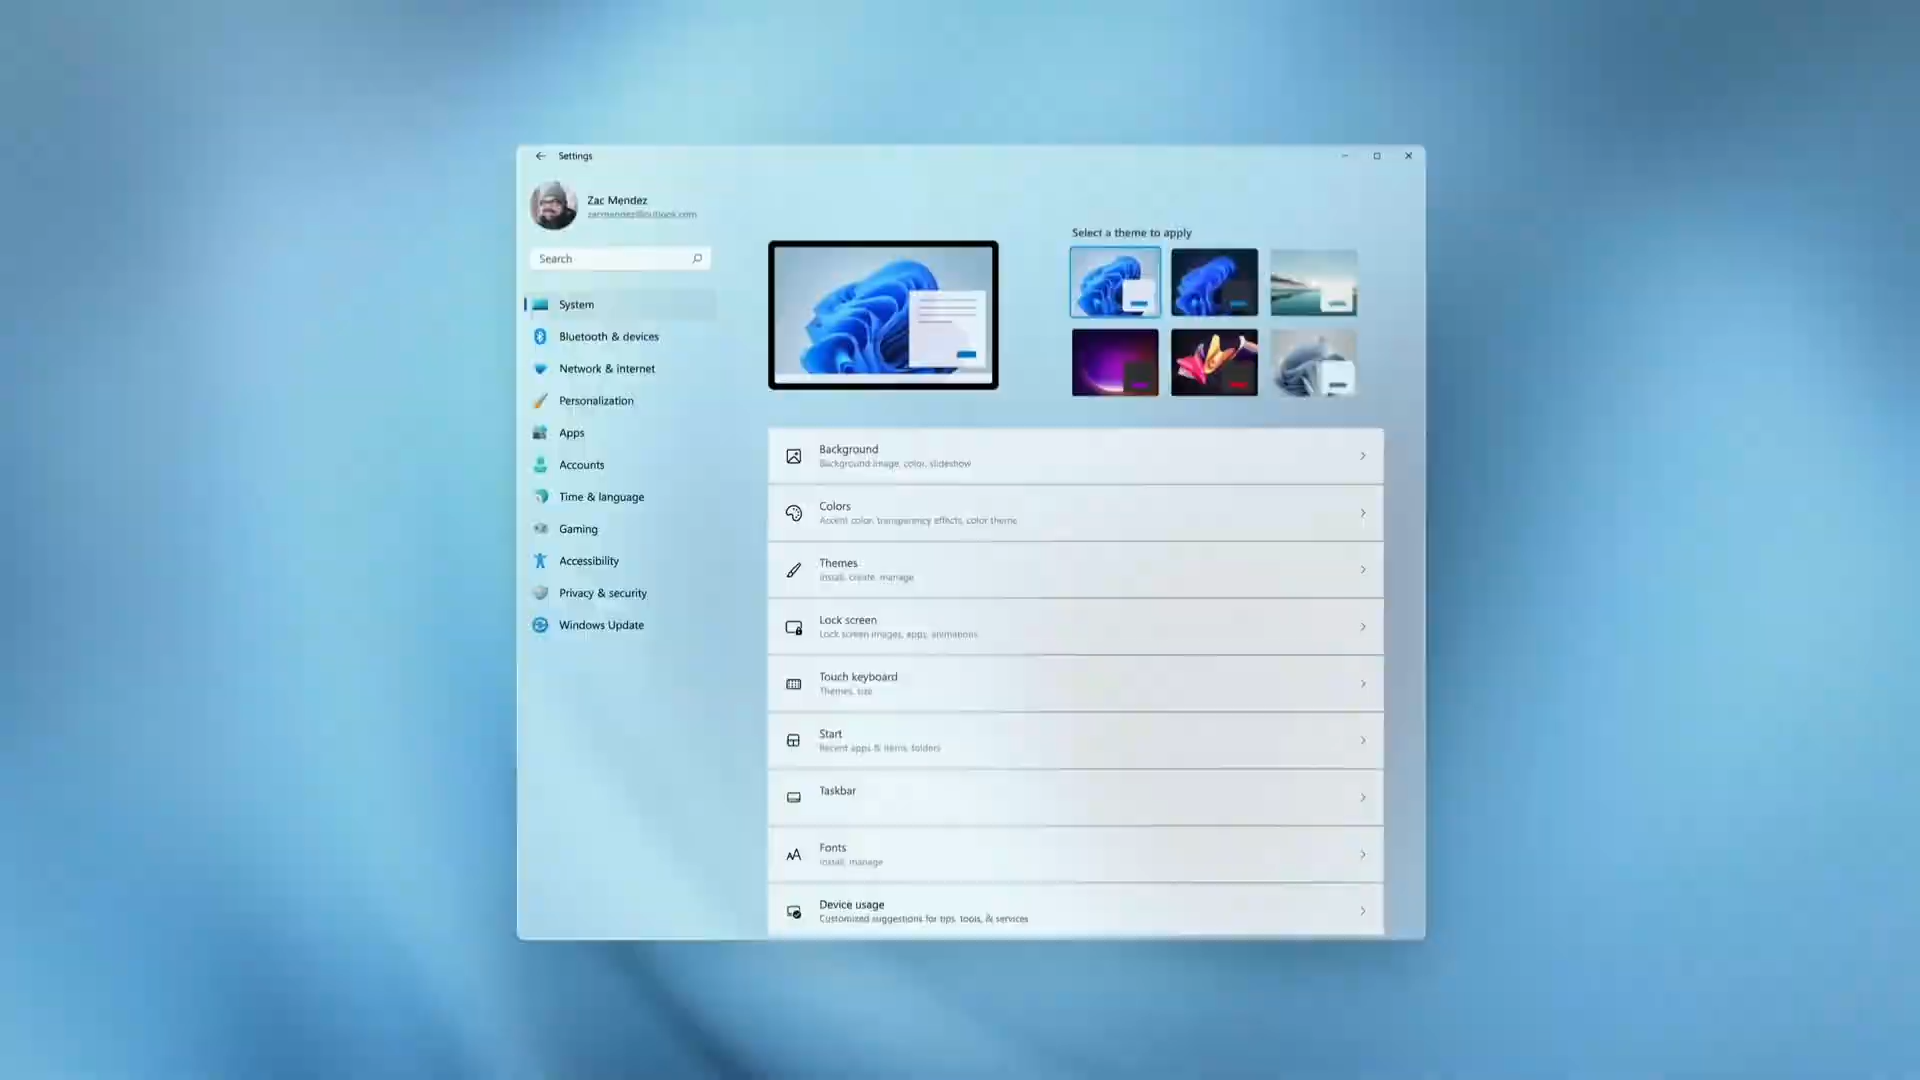 Settings
Zac Mendez
zacmendez@outlook.com
Search
System
Bluetooth & devices
Network & internet
Personalization
Apps
Accounts
Time & language
Gaming
Accessibility
Privacy & security
Windows Update
Select a theme to apply
Background
Background image, color, slideshow
Colors
Accent color, transparency effects, color theme
Themes
Install, create, manage
Lock screen
Lock screen images, apps, animations
Touch keyboard
Themes, size
Start
Recent apps & items, folders
Taskbar
Fonts
Install, manage
Device usage
Customized suggestions for tips, tools, & services